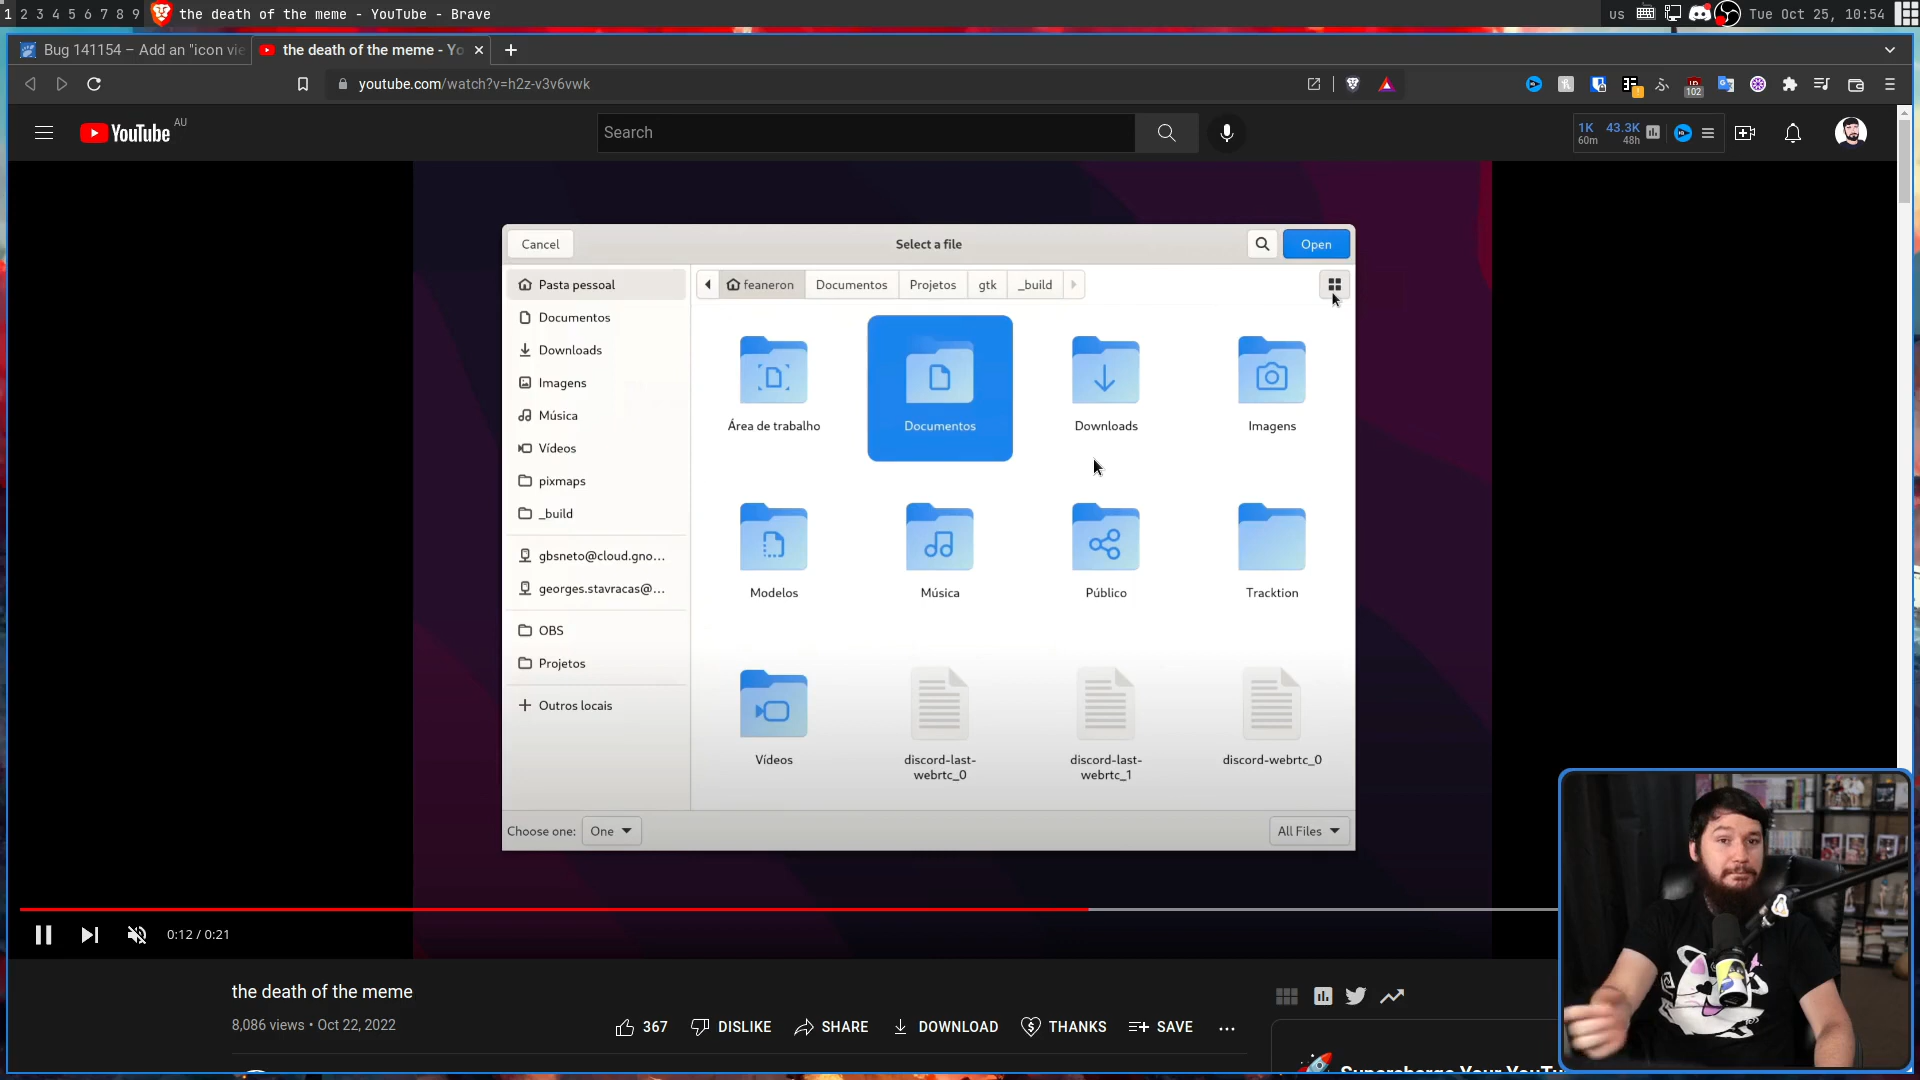 1 2 3 4 5 6 7 8 9 the death of the meme - YouTube - Brave
us Tue Oct 25, 10:54
Bug 141154 – Add an "icon vie
the death of the meme - Yo
youtube.com/watch?v=h2z-v3v6vwk
102
YouTube AU
Search
1K 43.3K
60m 48h
Cancel
Select a file
Open
Pasta pessoal
Documentos
Downloads
Imagens
Música
Vídeos
pixmaps
_build
gbsneto@cloud.gno...
georges.stavracas@...
OBS
Projetos
Outros locais
feaneron Documentos Projetos gtk _build
Área de trabalho
Documentos
Downloads
Imagens
Modelos
Música
Público
Tracktion
Vídeos
discord-last-
webrtc_0
discord-last-
webrtc_1
discord-webrtc_0
Choose one: One
All Files
0:12 / 0:21
the death of the meme
8,086 views • Oct 22, 2022
367 DISLIKE SHARE DOWNLOAD THANKS SAVE